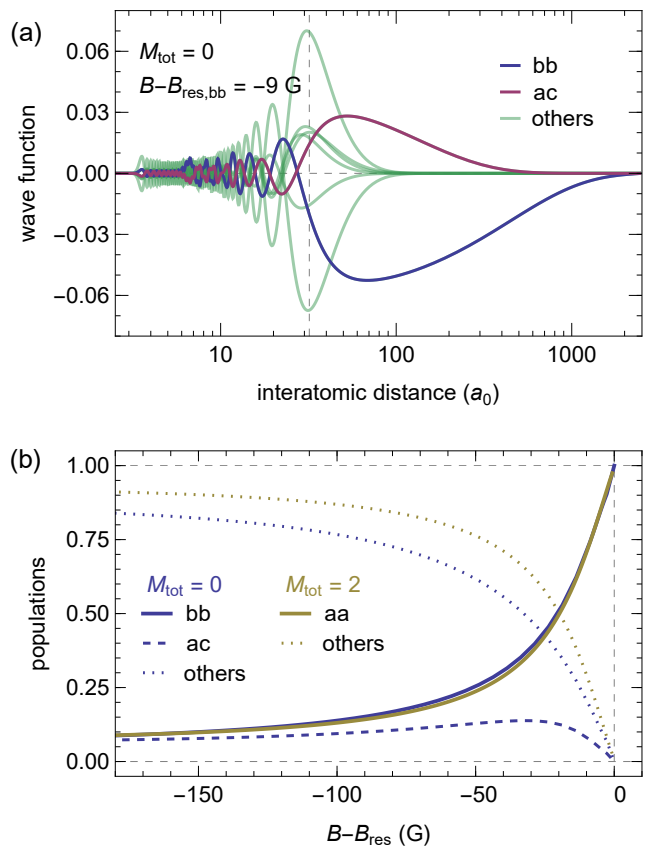 (a)
M_tot = 0
B−B_res,bb = −9 G
bb
ac
others
wave function
0.06
0.03
0.00
−0.03
−0.06
10
100
1000
interatomic distance (a_0)
(b)
populations
1.00
0.75
0.50
0.25
0.00
M_tot = 0
M_tot = 2
bb
aa
ac
others
others
−150
−100
−50
0
B−B_res (G)